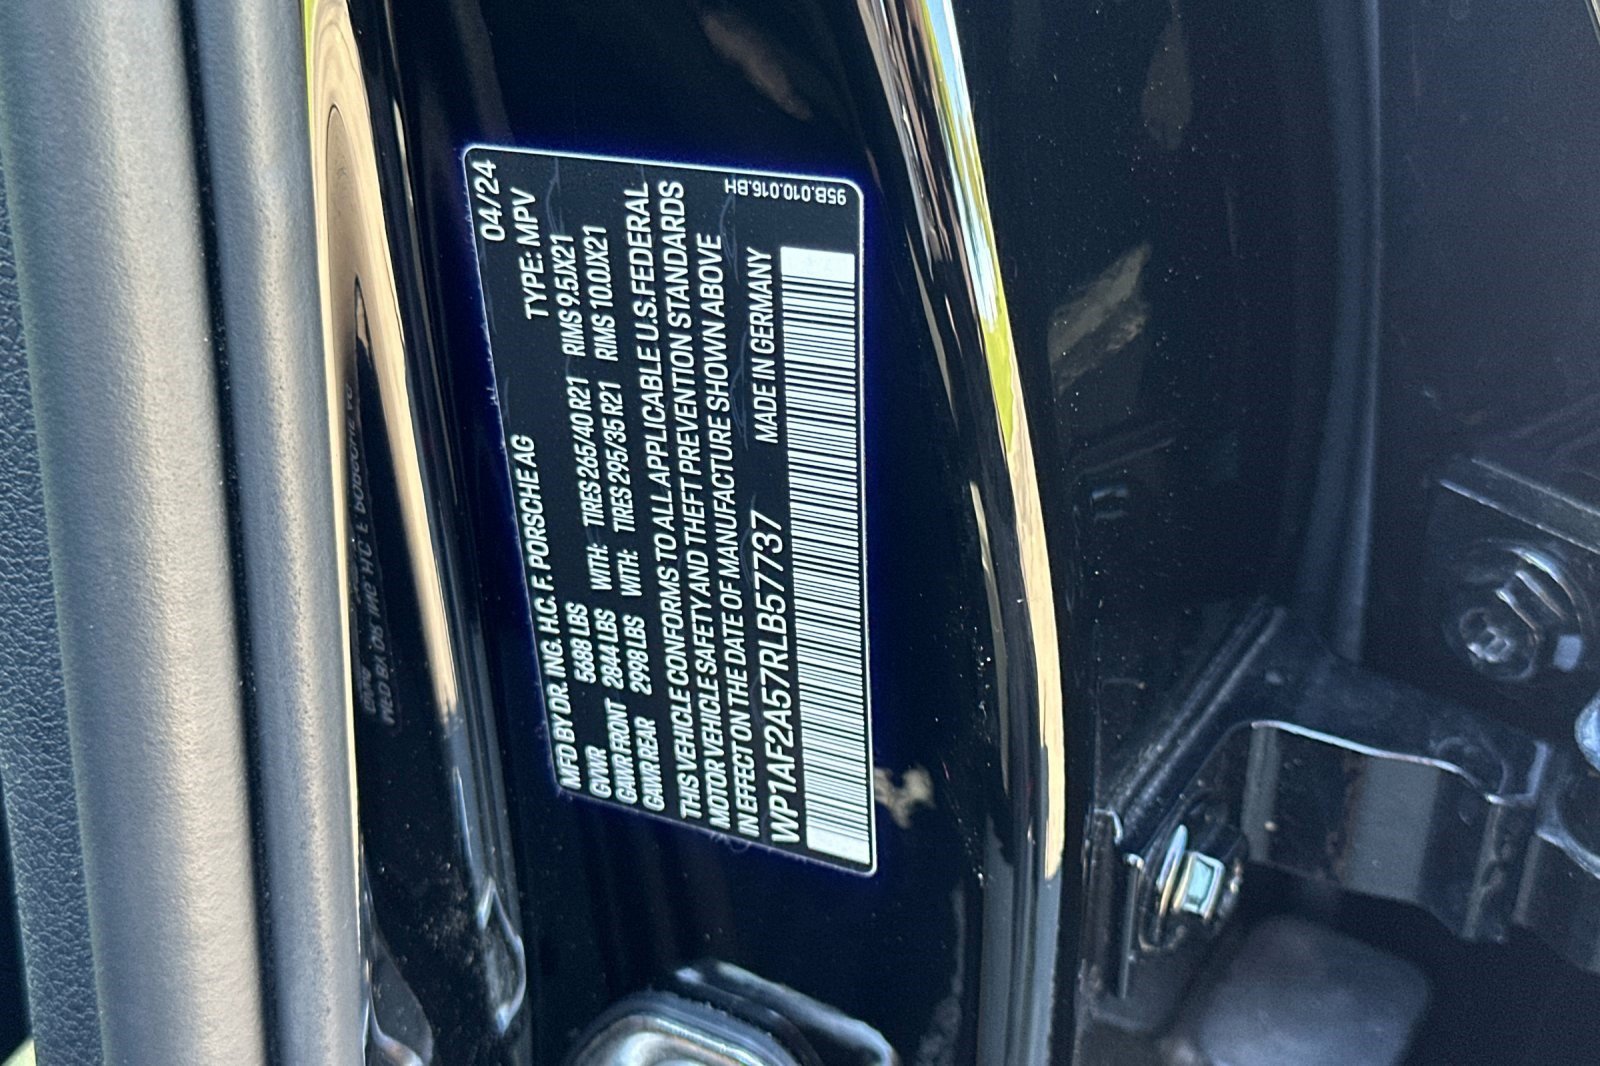 MFD BY DR. ING. H.C. F. PORSCHE AG 04/24
GVWR 5688 LBS TYPE: MPV
GAWR FRONT 2844 LBS WITH: TIRES 265/40 R21 RIMS 9.5JX21
GAWR REAR 2998 LBS WITH: TIRES 295/35 R21 RIMS 10.0JX21
THIS VEHICLE CONFORMS TO ALL APPLICABLE U.S. FEDERAL
MOTOR VEHICLE SAFETY AND THEFT PREVENTION STANDARDS
IN EFFECT ON THE DATE OF MANUFACTURE SHOWN ABOVE
WP1AF2A57RLB57737 MADE IN GERMANY
95B.010.016.BH